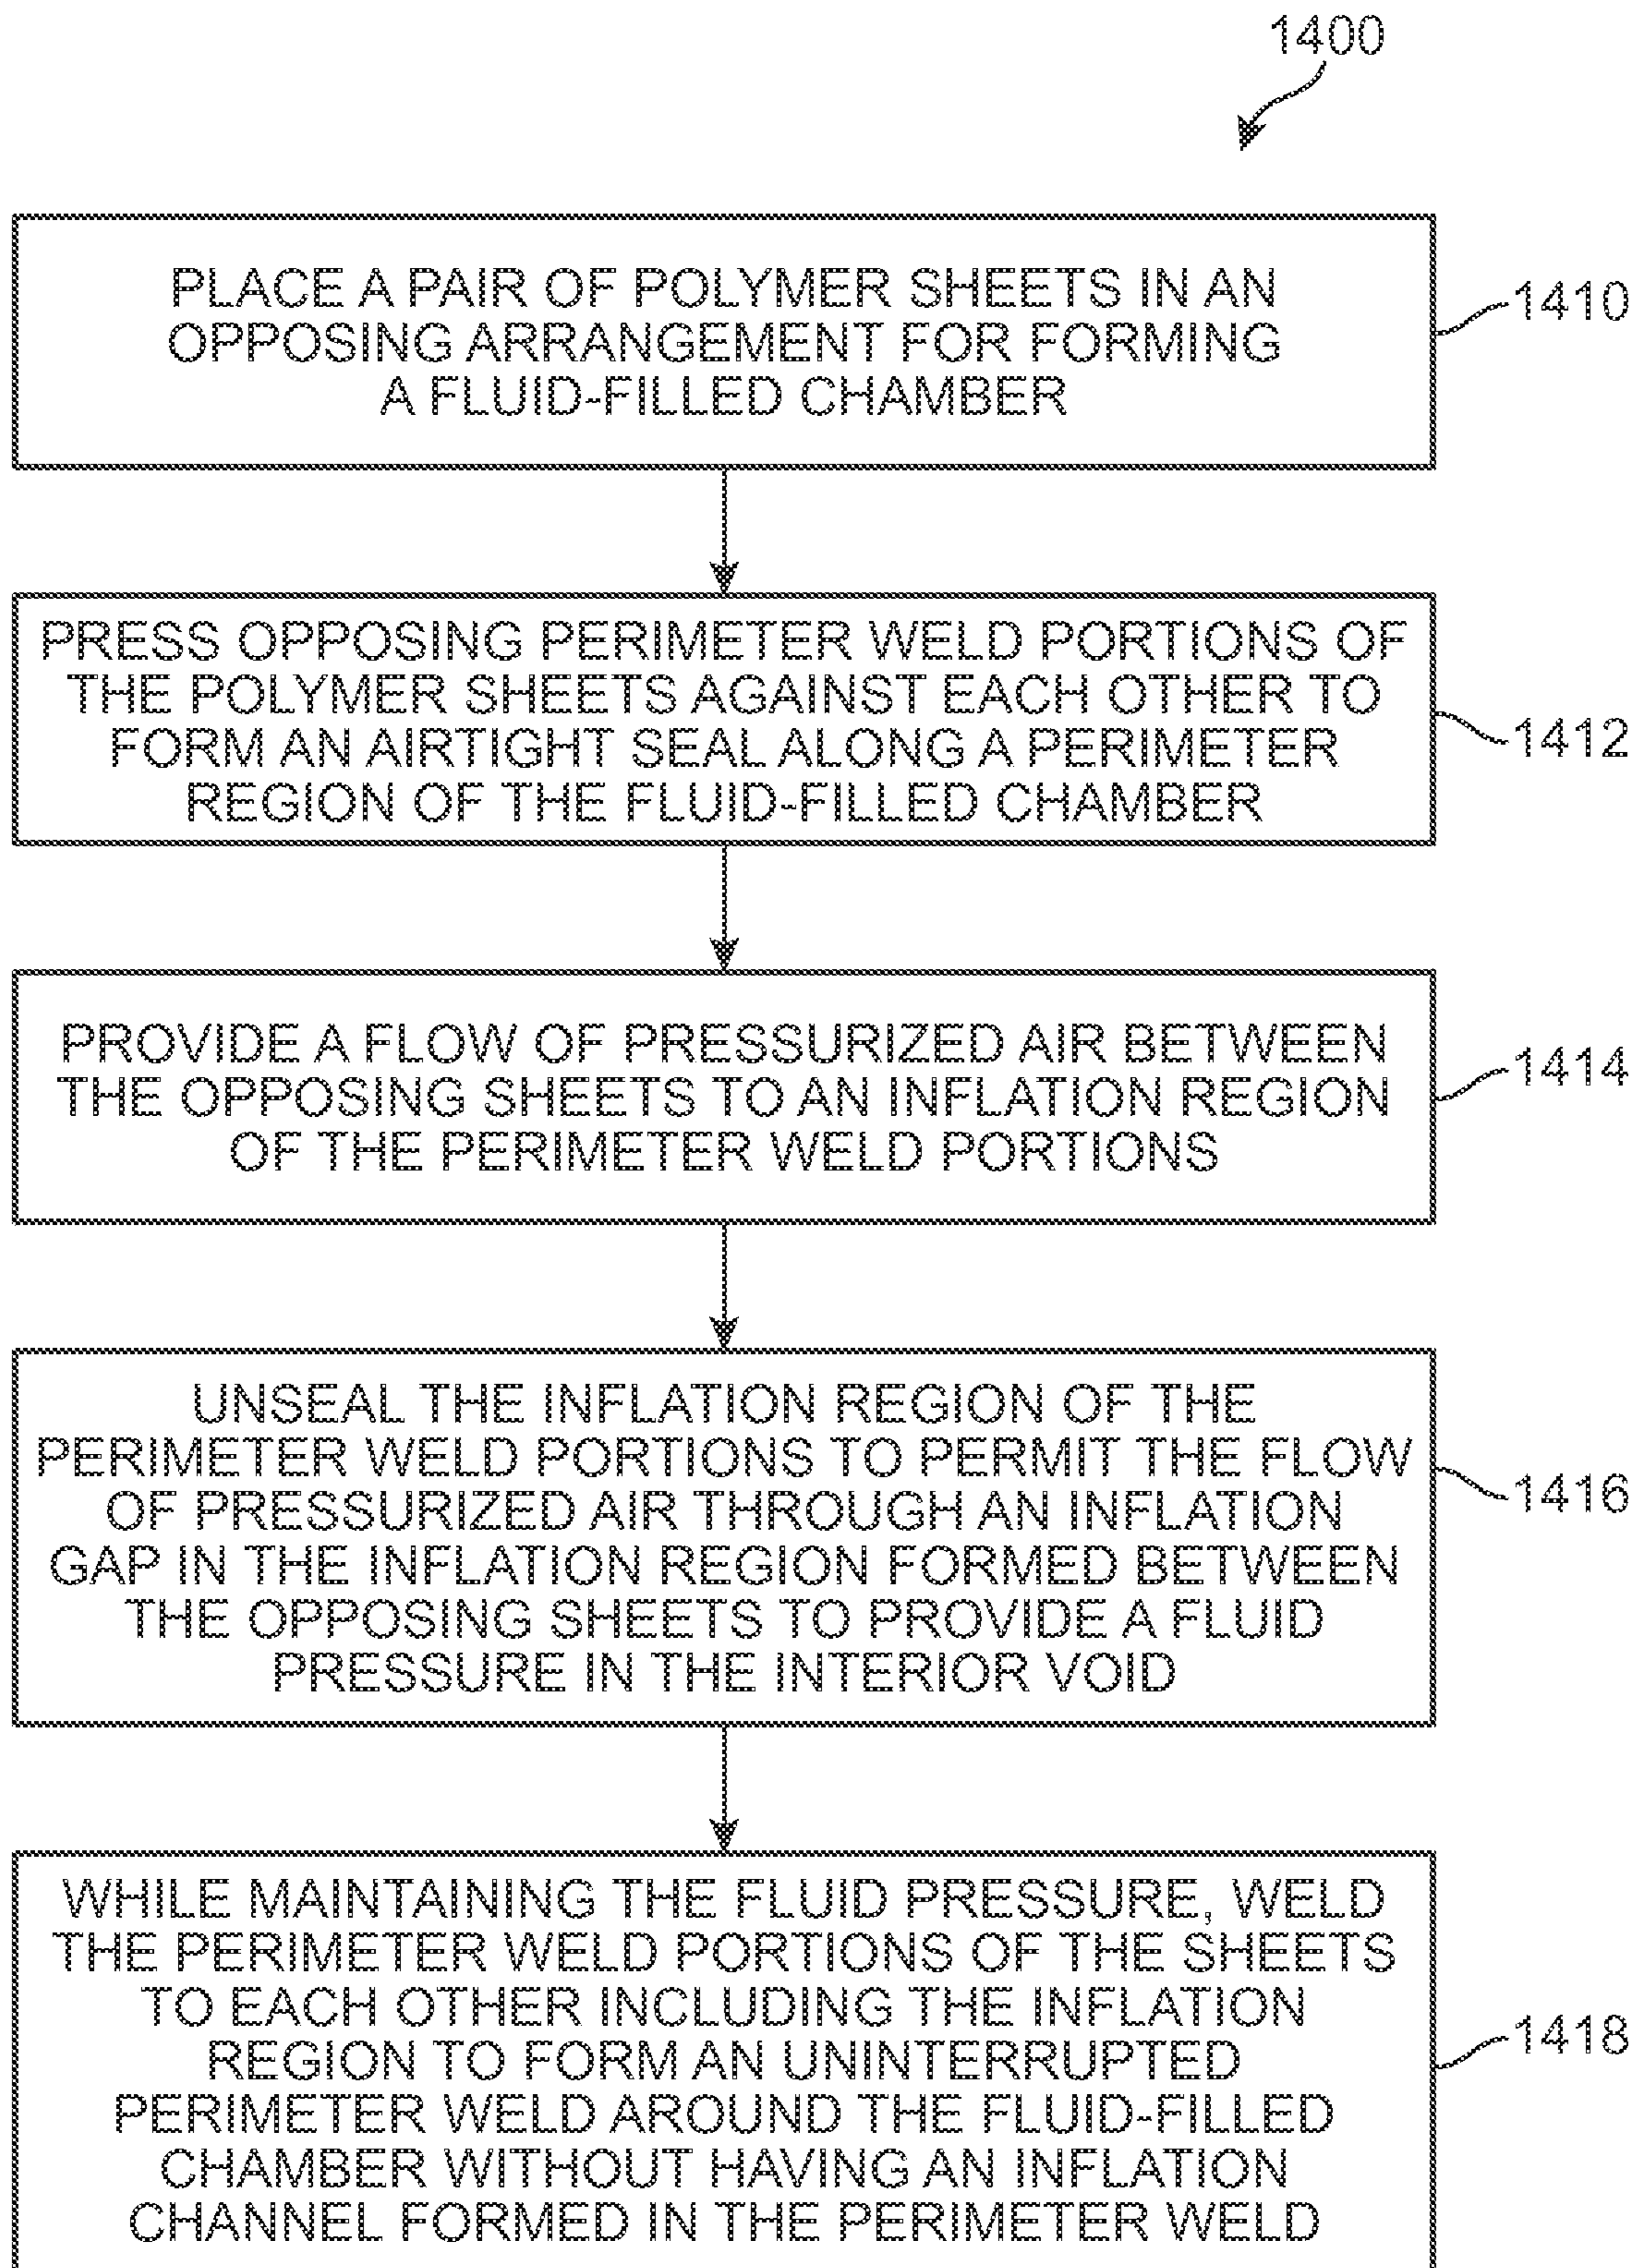 1400
PLACE A PAIR OF POLYMER SHEETS IN AN
OPPOSING ARRANGEMENT FOR FORMING
A FLUID-FILLED CHAMBER
1410
PRESS OPPOSING PERIMETER WELD PORTIONS OF
THE POLYMER SHEETS AGAINST EACH OTHER TO
FORM AN AIRTIGHT SEAL ALONG A PERIMETER
REGION OF THE FLUID-FILLED CHAMBER
1412
PROVIDE A FLOW OF PRESSURIZED AIR BETWEEN
THE OPPOSING SHEETS TO AN INFLATION REGION
OF THE PERIMETER WELD PORTIONS
1414
UNSEAL THE INFLATION REGION OF THE
PERIMETER WELD PORTIONS TO PERMIT THE FLOW
OF PRESSURIZED AIR THROUGH AN INFLATION
GAP IN THE INFLATION REGION FORMED BETWEEN
THE OPPOSING SHEETS TO PROVIDE A FLUID
PRESSURE IN THE INTERIOR VOID
1416
WHILE MAINTAINING THE FLUID PRESSURE, WELD
THE PERIMETER WELD PORTIONS OF THE SHEETS
TO EACH OTHER INCLUDING THE INFLATION
REGION TO FORM AN UNINTERRUPTED
PERIMETER WELD AROUND THE FLUID-FILLED
CHAMBER WITHOUT HAVING AN INFLATION
CHANNEL FORMED IN THE PERIMETER WELD
1418